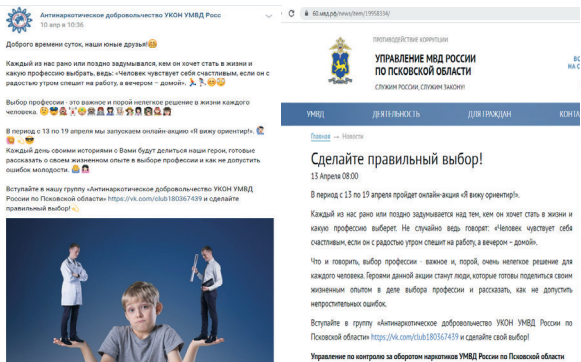 Антинаркотическое добровольчество УКОН УМВД Росс
10 апр в 10:36
Доброго времени суток, наши юные друзья!😊
Каждый из нас рано или поздно задумывается, кем он хочет стать в жизни и
какую профессию выбрать, ведь: «Человек чувствует себя счастливым, если он с
радостью утром спешит на работу, а вечером – домой».
Выбор профессии - это важное и порой нелегкое решение в жизни каждого
человека.
В период с 13 по 19 апреля мы запускаем онлайн-акцию «Я вижу ориентир!».
Каждый день своими историями с Вами будут делиться наши герои, готовые
рассказать о своем жизненном опыте в выборе профессии и как не допустить
ошибок молодости.
Вступайте в нашу группу «Антинаркотическое добровольчество УКОН УМВД
России по Псковской области» https://vk.com/club180367439 и сделайте
правильный выбор!
60.мвд.рф/news/item/19958334/
ПРОТИВОДЕЙСТВИЕ КОРРУПЦИИ
УПРАВЛЕНИЕ МВД РОССИИ
ПО ПСКОВСКОЙ ОБЛАСТИ
СЛУЖИМ РОССИИ, СЛУЖИМ ЗАКОНУ!
УМВД ДЕЯТЕЛЬНОСТЬ ДЛЯ ГРАЖДАН КОНТА
Главная → Новости
Сделайте правильный выбор!
13 Апреля 08:00
В период с 13 по 19 апреля пройдет онлайн-акция «Я вижу ориентир!».
Каждый из нас рано или поздно задумывается над тем, кем он хочет стать в жизни и
какую профессию выберет. Не случайно ведь говорят: «Человек чувствует себя
счастливым, если он с радостью утром спешит на работу, а вечером – домой».
Что и говорить, выбор профессии - важное и, порой, очень нелегкое решение для
каждого человека. Героями данной акции станут люди, которые готовы поделиться своим
жизненным опытом в деле выбора профессии и рассказать, как не допустить
непростительных ошибок.
Вступайте в группу «Антинаркотическое добровольчество УКОН УМВД России по
Псковской области» https://vk.com/club180367439 и сделайте свой выбор!
Управление по контролю за оборотом наркотиков УМВД России по Псковской области